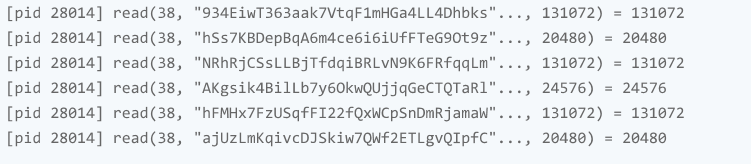 [pid 28014] read(38, "934EiwT363aak7VtqF1mHGa4LL4Dhbks"..., 131072) = 131072
[pid 28014] read(38, "hSs7KBDepBqA6m4ce6i6iUfFTeG9Ot9z"..., 20480) = 20480
[pid 28014] read(38, "NRhRjCSsLLBjTfdqiBRLvN9K6FRfqqLm"..., 131072) = 131072
[pid 28014] read(38, "AKgsik4BilLb7y6OkwQUjjqGeCTQTaRl"..., 24576) = 24576
[pid 28014] read(38, "hFMHx7FzUSqfFI22fQxWCpSnDmRjamaW"..., 131072) = 131072
[pid 28014] read(38, "ajUzLmKqivcDJSkiw7QWf2ETLgvQIpfC"..., 20480) = 20480